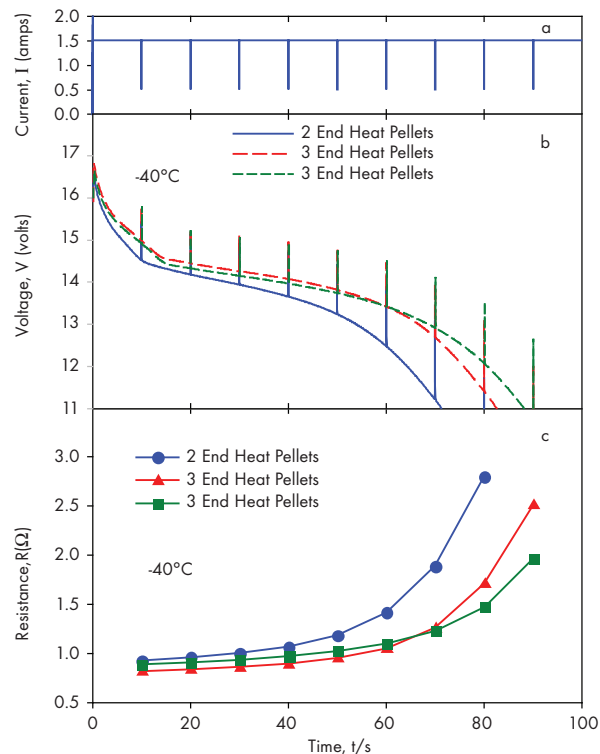 2.0
a
1.5
1.5
0.5
0.0
Current, I (amps)
2 End Heat Pellets
3 End Heat Pellets
3 End Heat Pellets
b
-40°C
17
16
15
14
13
12
11
Voltage, V (volts)
c
2 End Heat Pellets
3 End Heat Pellets
3 End Heat Pellets
-40°C
3.0
2.5
2.0
1.5
1.0
0.5
Resistance,R(Ω)
0 20 40 60 80 100
Time, t/s